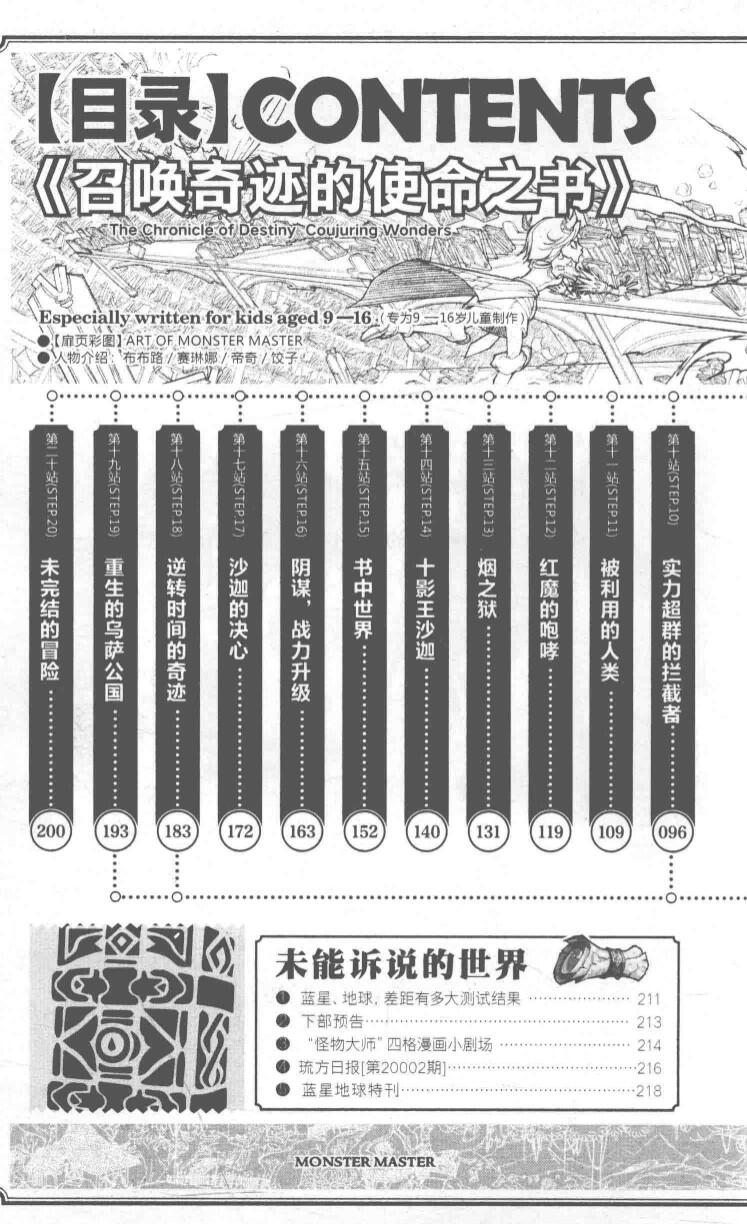 【目录】CONTENTS
《召唤奇迹的使命之书》
The Chronicle of Destiny Coujuring Wonders
Especially written for kids aged 9—16 (专为9—16岁儿童制作)
●【扉页彩图】ART OF MONSTER MASTER
●人物介绍 布布路/赛琳娜/帝奇/饺子
第十站(STEP.10) 实力超群的拦截者 096
第十一站(STEP.11) 被利用的人类 109
第十二站(STEP.12) 红魔的咆哮 119
第十三站(STEP.13) 烟之狱 131
第十四站(STEP.14) 十影王沙迦 140
第十五站(STEP.15) 书中世界 152
第十六站(STEP.16) 阴谋，战力升级 163
第十七站(STEP.17) 沙迦的决心 172
第十八站(STEP.18) 逆转时间的奇迹 183
第十九站(STEP.19) 重生的乌萨公国 193
第二十站(STEP.20) 未完结的冒险 200
未能诉说的世界
1 蓝星、地球，差距有多大测试结果 211
2 下部预告 213
3 “怪物大师”四格漫画小剧场 214
4 琉方日报[第20002期] 216
5 蓝星地球特刊 218
MONSTER MASTER